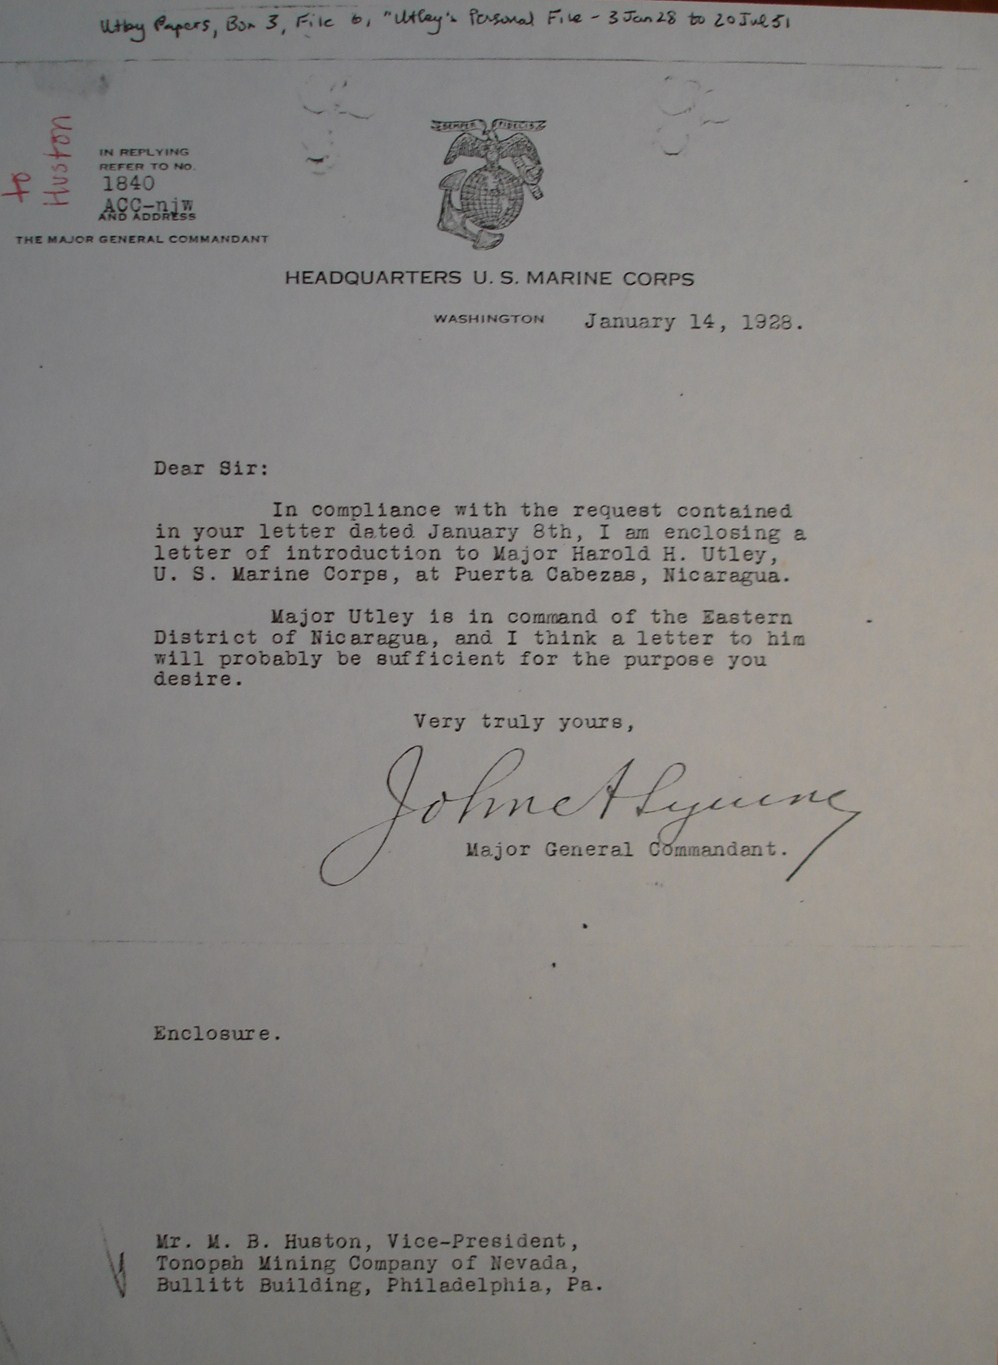 Utley Papers, Box 3, File 6, "Utley's Personal File - 3 Jan 28 to 20 Jul 51
to
Huston
SEMPER FIDELIS
IN REPLYING
REFER TO NO.
1840
ACC-njw
AND ADDRESS
THE MAJOR GENERAL COMMANDANT
HEADQUARTERS U. S. MARINE CORPS
WASHINGTON January 14, 1928.
Dear Sir:
In compliance with the request contained
in your letter dated January 8th, I am enclosing a
letter of introduction to Major Harold H. Utley,
U. S. Marine Corps, at Puerta Cabezas, Nicaragua.
Major Utley is in command of the Eastern
District of Nicaragua, and I think a letter to him
will probably be sufficient for the purpose you
desire.
Very truly yours,
John A Lejeune
Major General Commandant.
Enclosure.
Mr. M. B. Huston, Vice-President,
Tonopah Mining Company of Nevada,
Bullitt Building, Philadelphia, Pa.